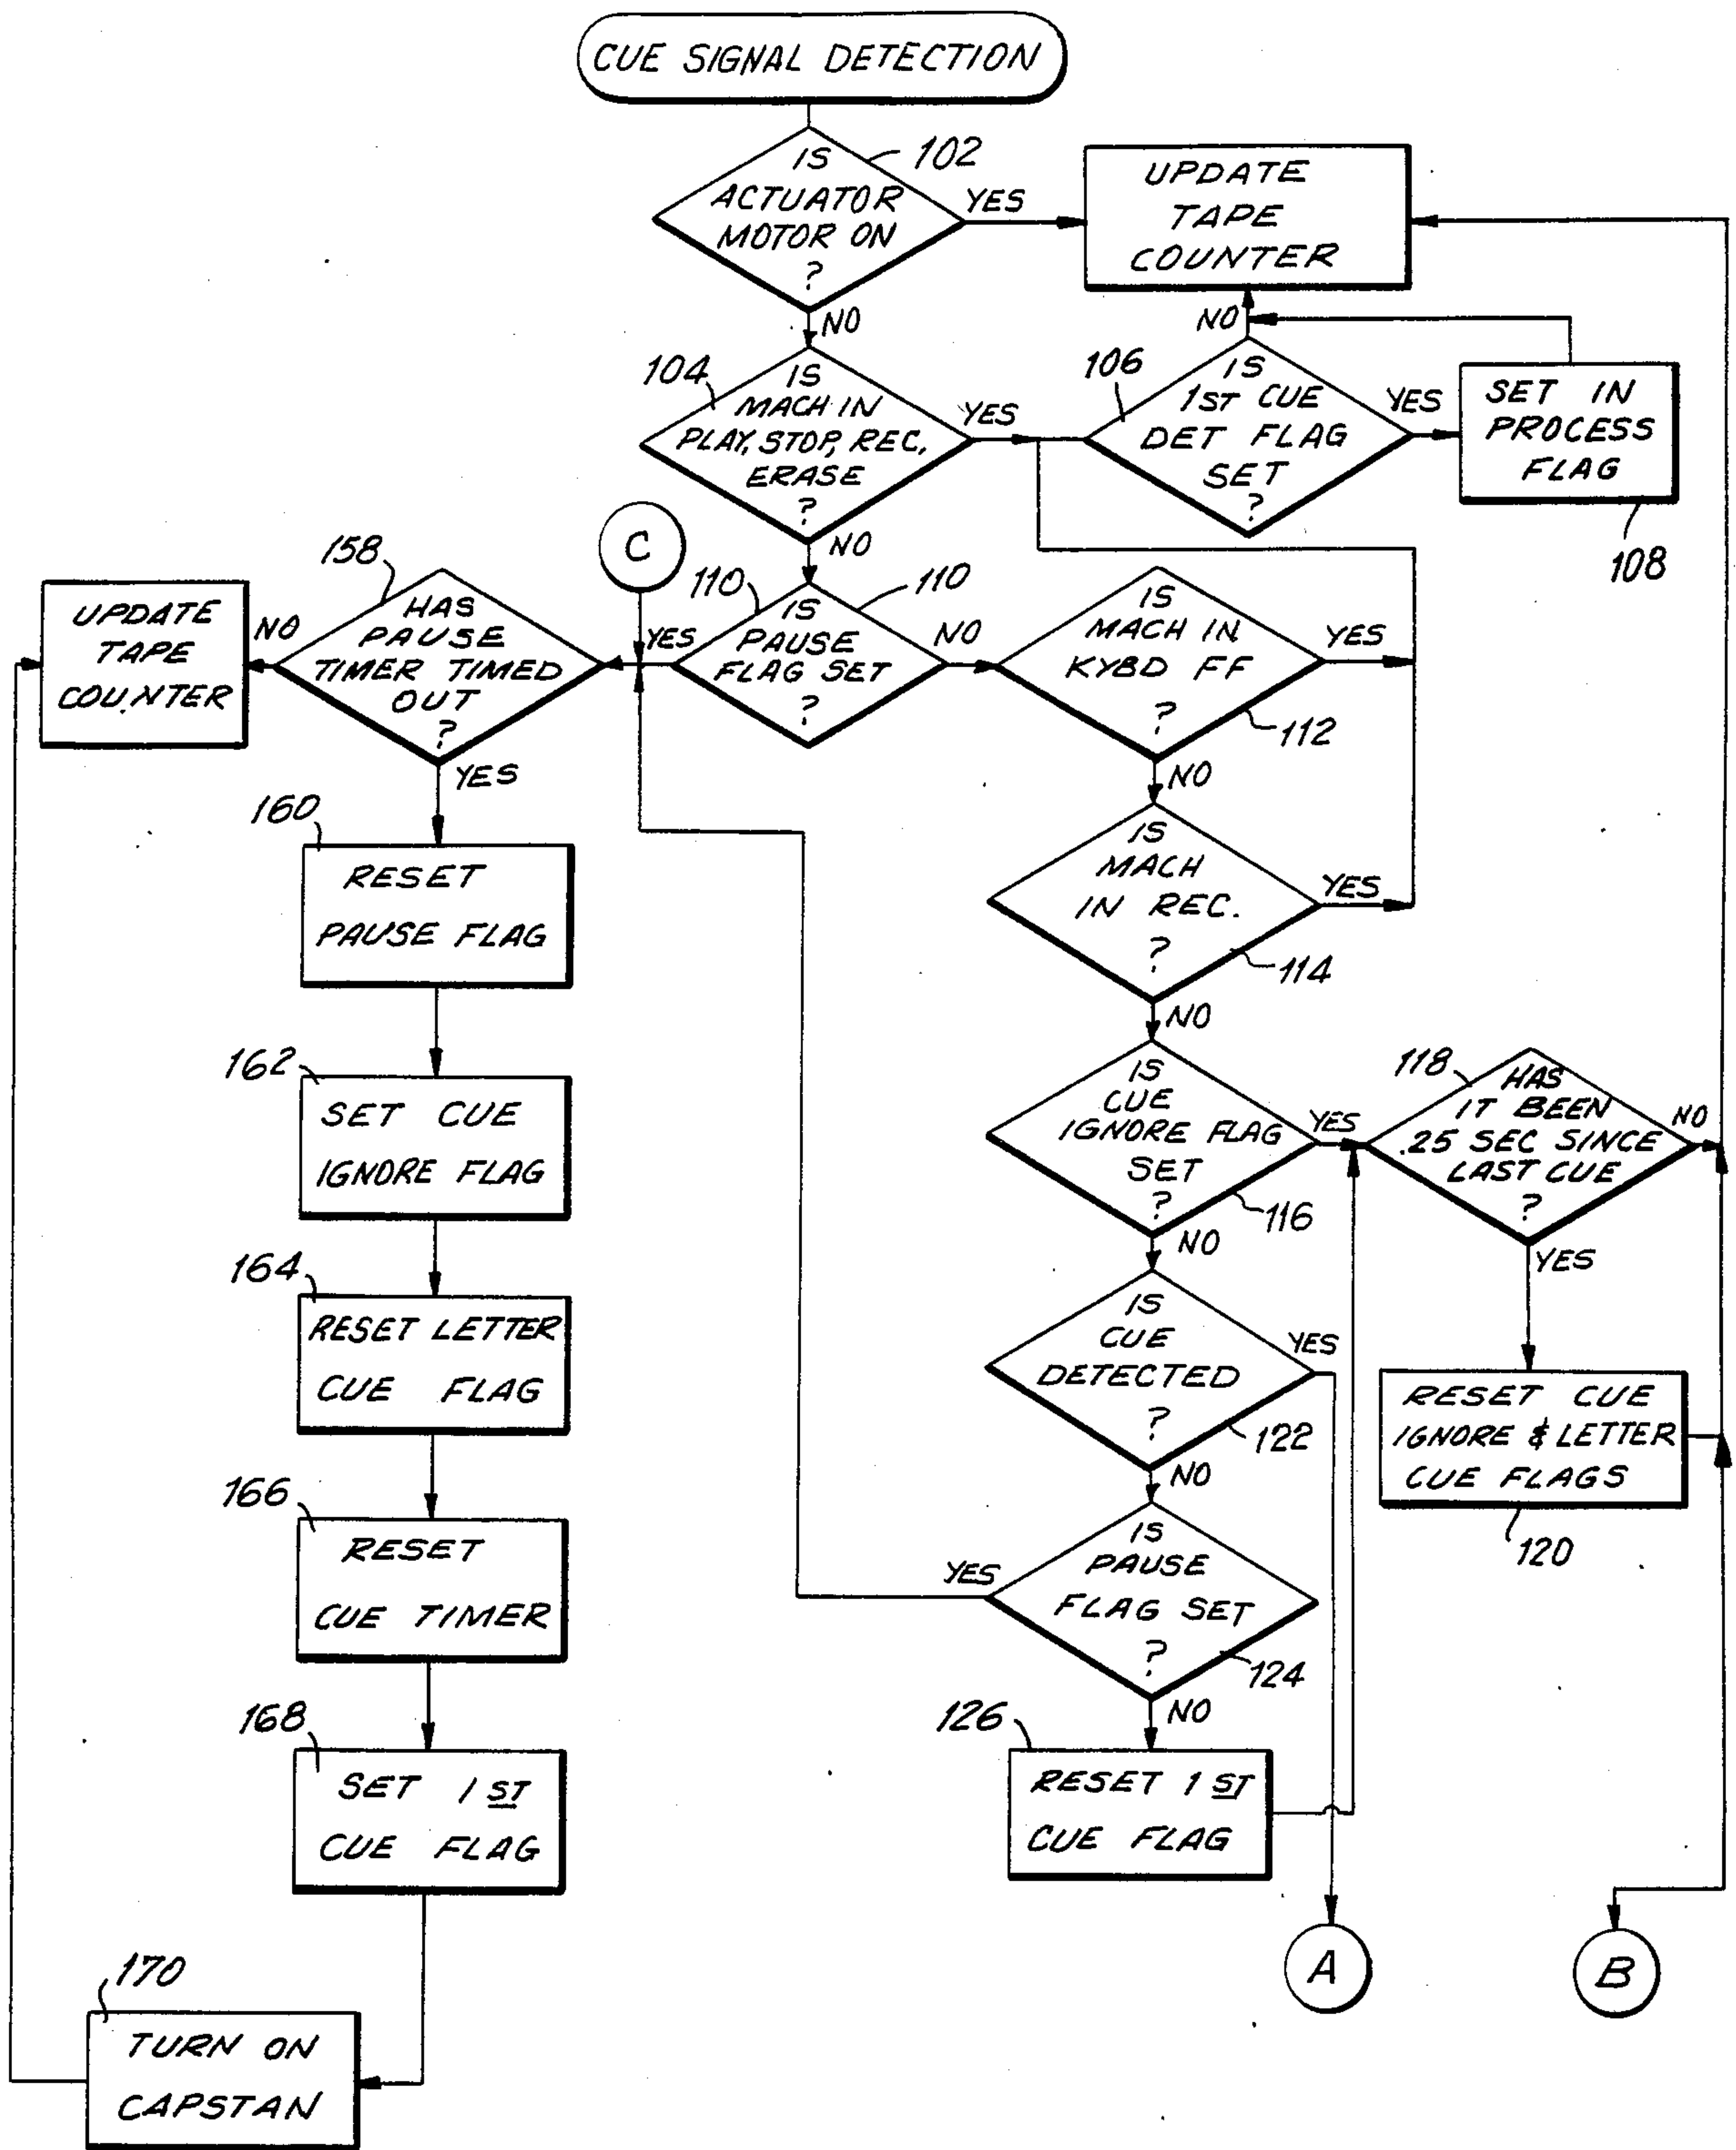 CUE SIGNAL DETECTION
IS
ACTUATOR
MOTOR ON
?
102
YES
NO
UPDATE
TAPE
COUNTER
104
IS
MACH IN
PLAY, STOP, REC,
ERASE
?
YES
NO
106
IS
1ST CUE
DET FLAG
SET
?
NO
YES
SET IN
PROCESS
FLAG
108
C
110
110
IS
PAUSE
FLAG SET
?
YES
NO
158
HAS
PAUSE
TIMER TIMED
OUT
?
NO
YES
UPDATE
TAPE
COUNTER
IS
MACH IN
KYBD FF
?
YES
112
NO
IS
MACH
IN REC.
?
YES
114
NO
160
RESET
PAUSE FLAG
162
SET CUE
IGNORE FLAG
164
RESET LETTER
CUE FLAG
166
RESET
CUE TIMER
168
SET 1ST
CUE FLAG
170
TURN ON
CAPSTAN
IS
CUE
IGNORE FLAG
SET
?
YES
116
NO
118
HAS
IT BEEN
.25 SEC SINCE
LAST CUE
?
NO
YES
RESET CUE
IGNORE & LETTER
CUE FLAGS
120
IS
CUE
DETECTED
?
YES
122
NO
IS
PAUSE
FLAG SET
?
YES
124
NO
126
RESET 1ST
CUE FLAG
A
B